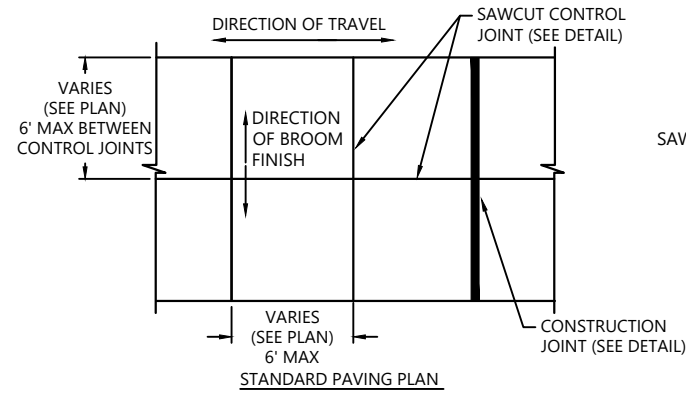 DIRECTION OF TRAVEL
SAWCUT CONTROL
JOINT (SEE DETAIL)
VARIES
(SEE PLAN)
6' MAX BETWEEN
CONTROL JOINTS
DIRECTION
OF BROOM
FINISH
SAW
VARIES
(SEE PLAN)
6' MAX
CONSTRUCTION
JOINT (SEE DETAIL)
STANDARD PAVING PLAN